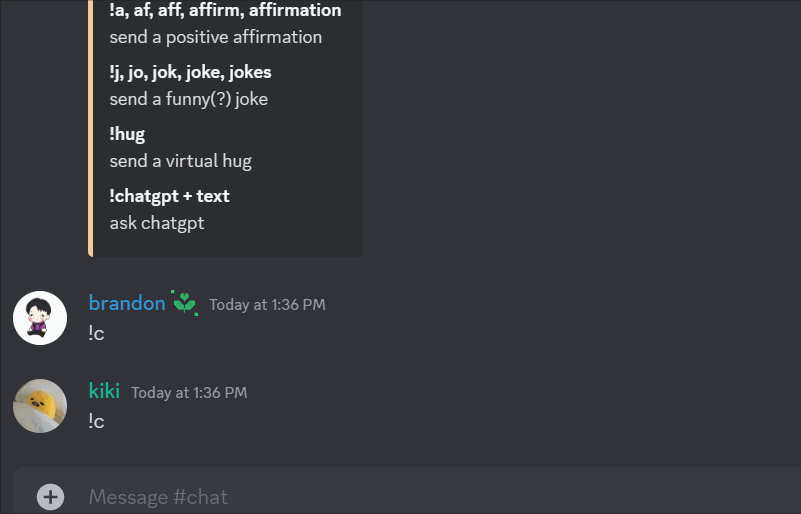 !a, af, aff, affirm, affirmation
send a positive affirmation
!j, jo, jok, joke, jokes
send a funny(?) joke
!hug
send a virtual hug
!chatgpt + text
ask chatgpt
brandon Today at 1:36 PM
!c
kiki Today at 1:36 PM
!c
Message #chat